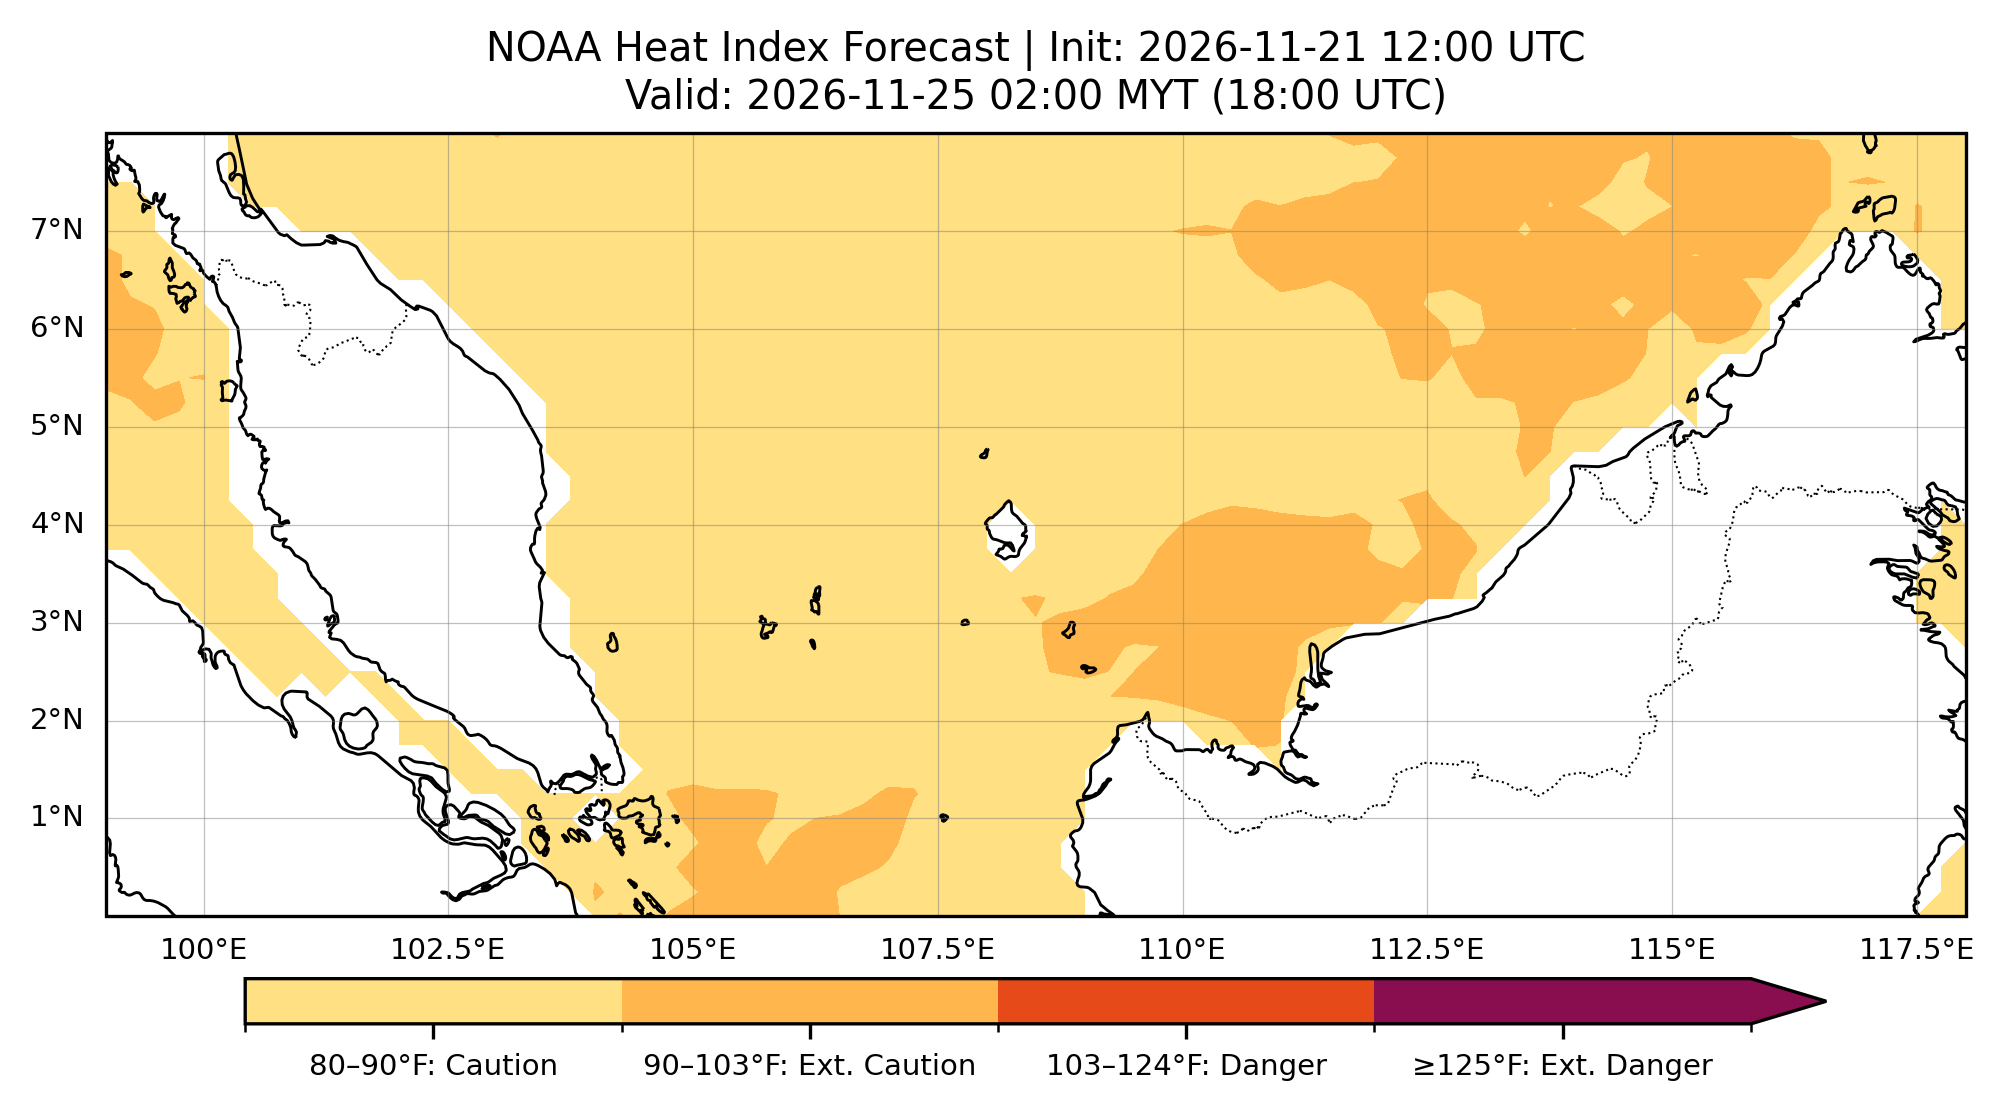 NOAA Heat Index Forecast | Init: 2026-11-21 12:00 UTC
Valid: 2026-11-25 02:00 MYT (18:00 UTC)
7°N
6°N
5°N
4°N
3°N
2°N
1°N
100°E 102.5°E 105°E 107.5°E 110°E 112.5°E 115°E 117.5°E
80–90°F: Caution 90–103°F: Ext. Caution 103–124°F: Danger ≥125°F: Ext. Danger